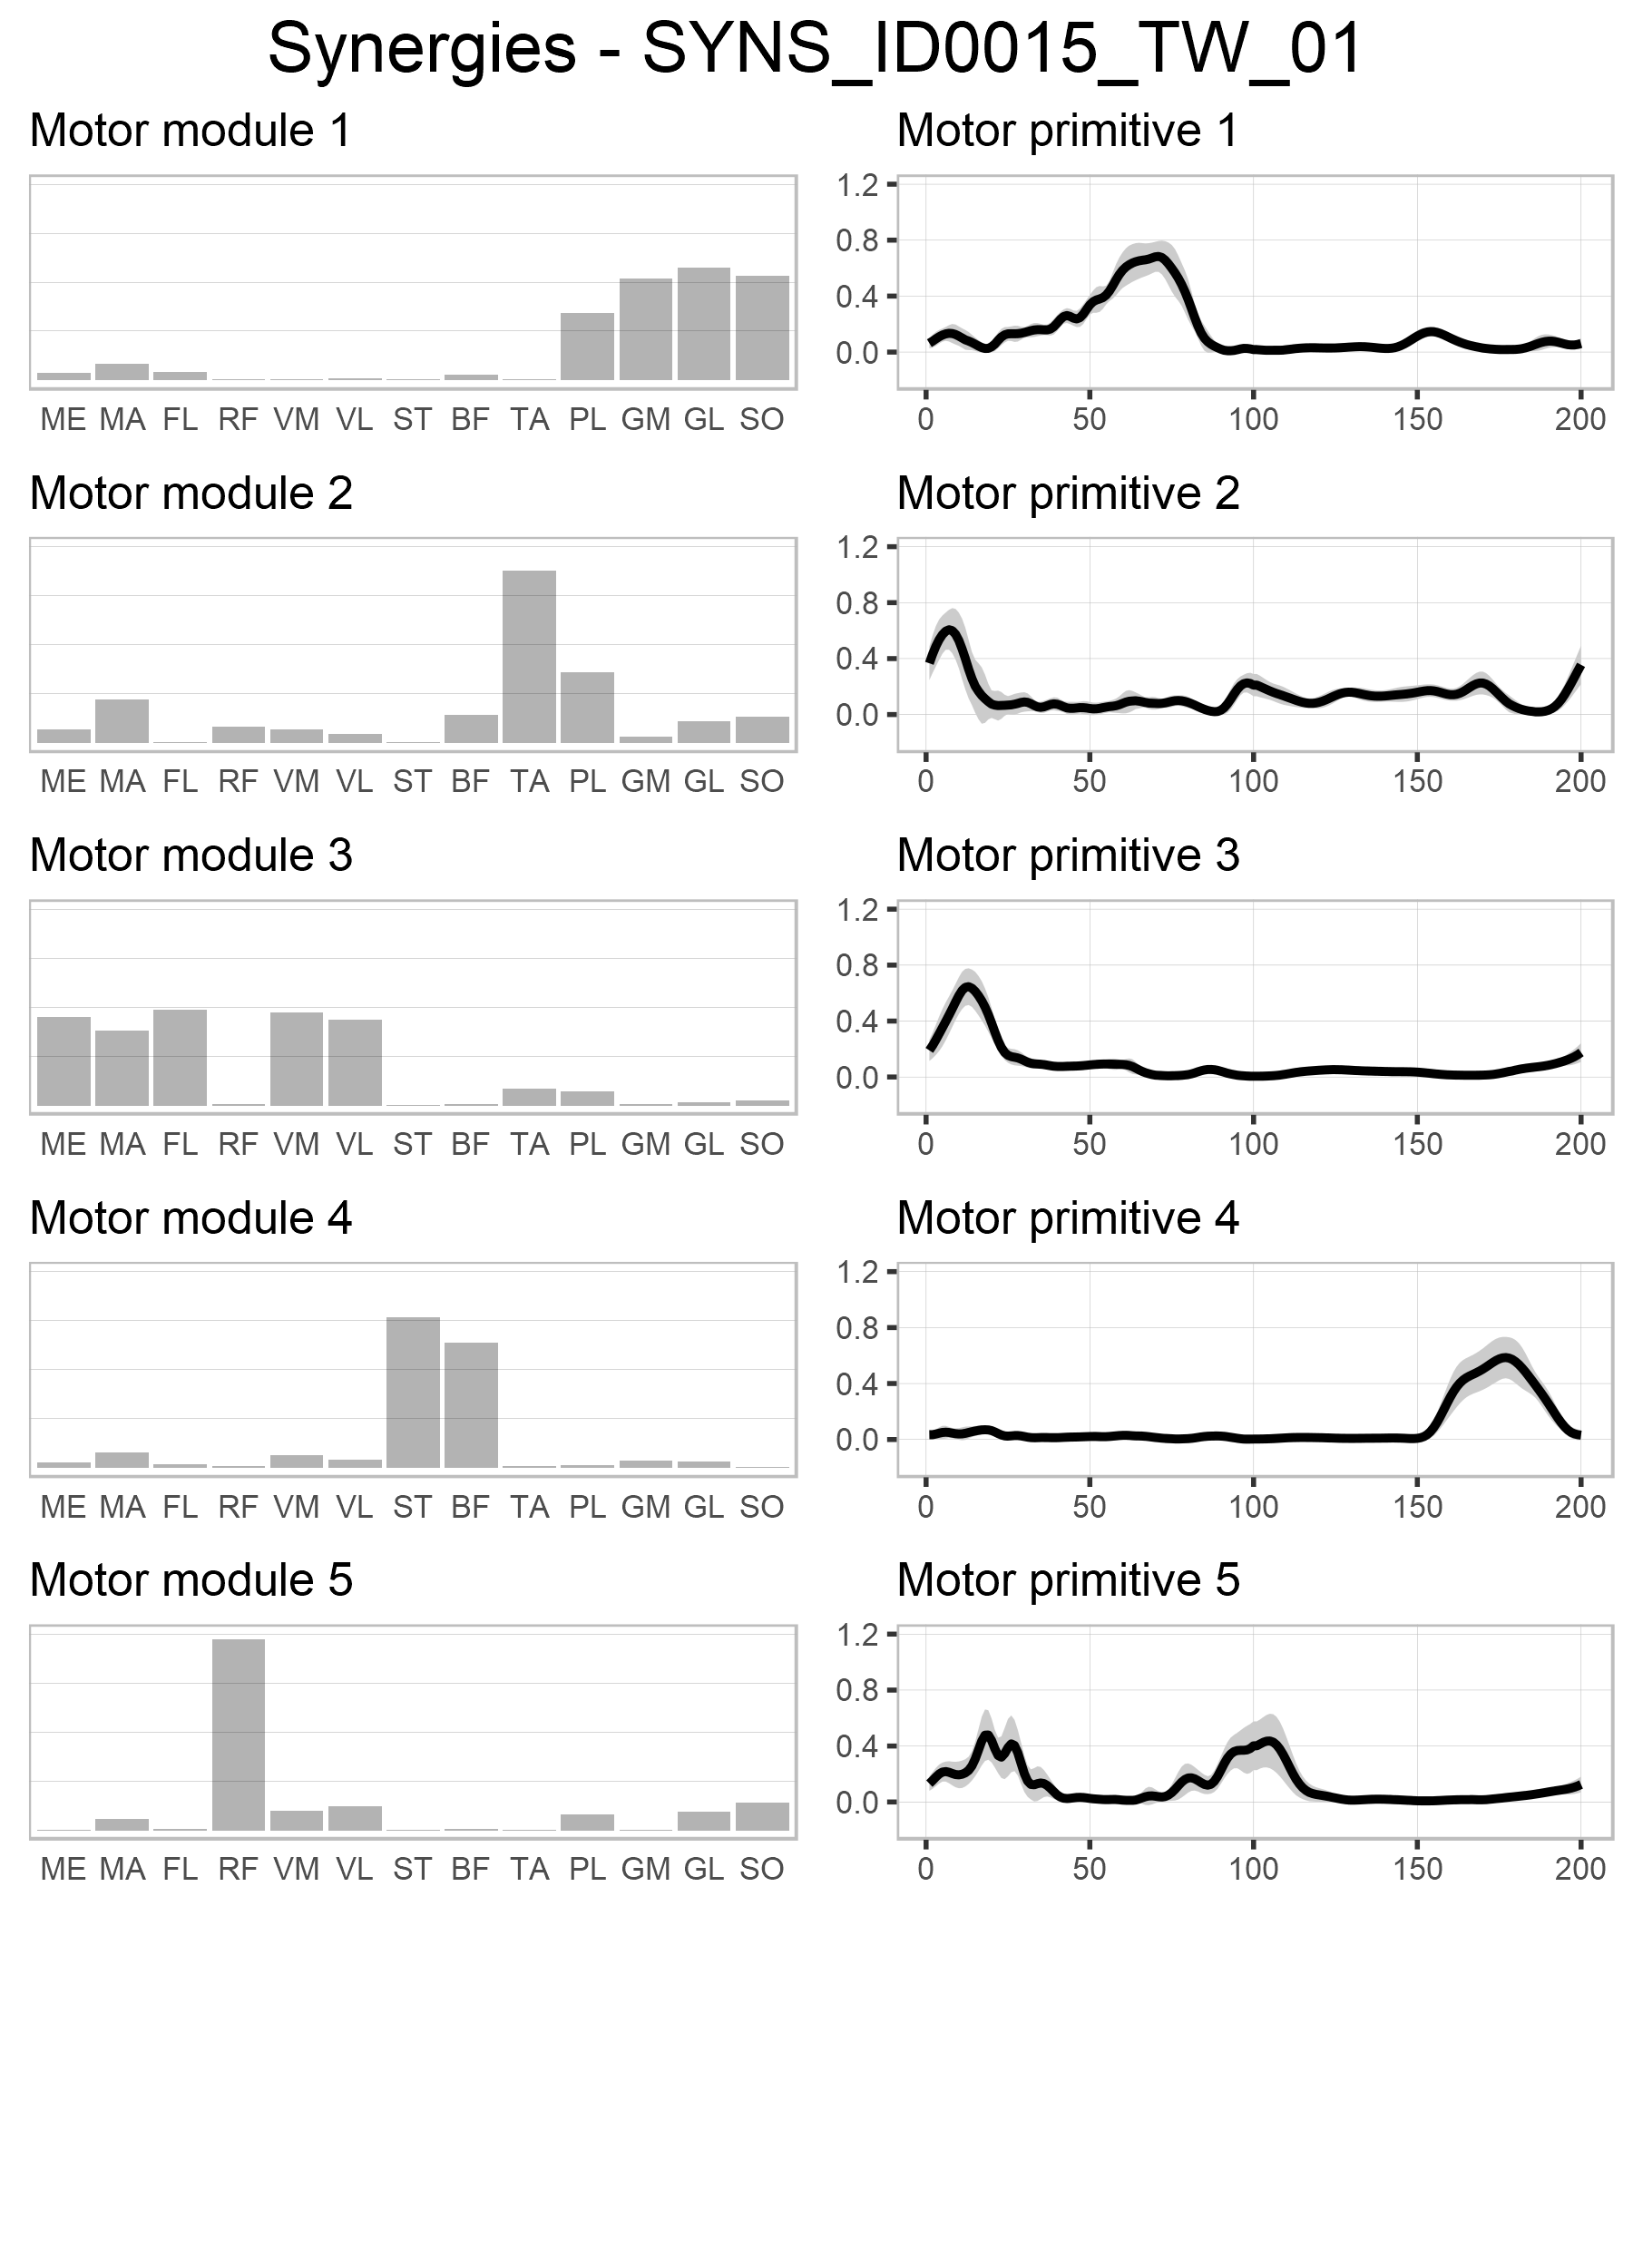 Synergies - SYNS_ID0015_TW_01
Motor module 1
Motor primitive 1
1.2
0.8
0.4
0.0
ME MA FL RF VM VL ST BF TA PL GM GL SO
0 50 100 150 200
Motor module 2
Motor primitive 2
1.2
0.8
0.4
0.0
ME MA FL RF VM VL ST BF TA PL GM GL SO
0 50 100 150 200
Motor module 3
Motor primitive 3
1.2
0.8
0.4
0.0
ME MA FL RF VM VL ST BF TA PL GM GL SO
0 50 100 150 200
Motor module 4
Motor primitive 4
1.2
0.8
0.4
0.0
ME MA FL RF VM VL ST BF TA PL GM GL SO
0 50 100 150 200
Motor module 5
Motor primitive 5
1.2
0.8
0.4
0.0
ME MA FL RF VM VL ST BF TA PL GM GL SO
0 50 100 150 200